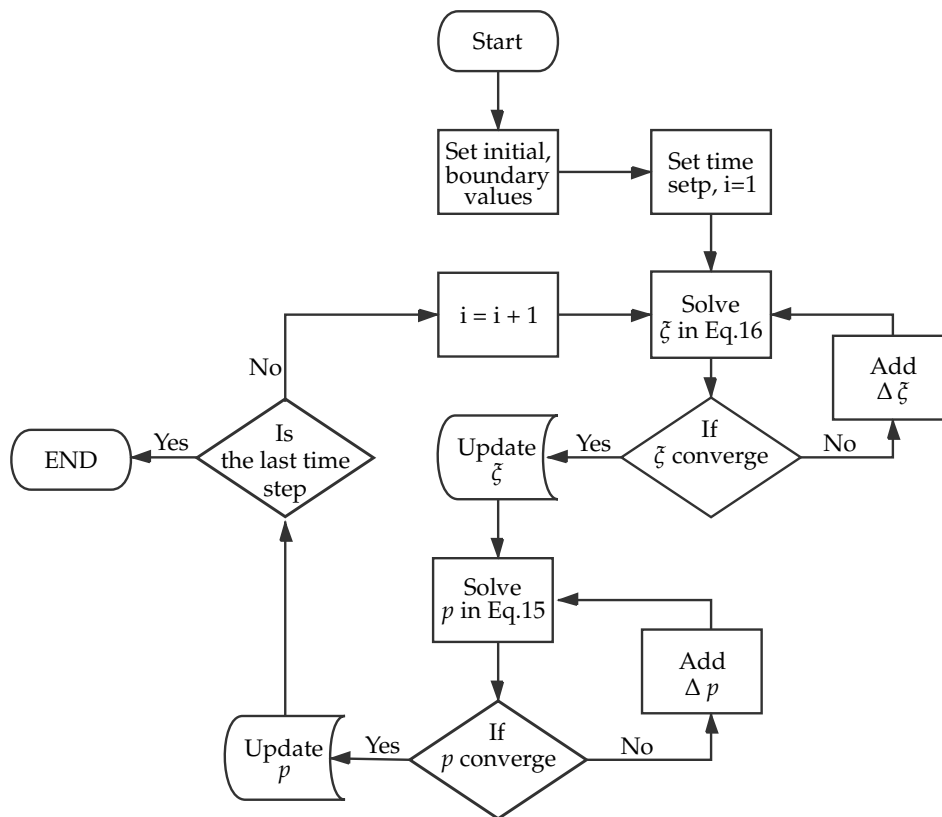 Start
Set initial,
boundary
values
Set time
setp, i=1
i = i + 1
Solve
ξ in Eq.16
Add
Δ ξ
No
Is
the last time
step
Yes
END
If
ξ converge
Yes
No
Update
ξ
Solve
p in Eq.15
Add
Δ p
If
p converge
Yes
No
Update
p